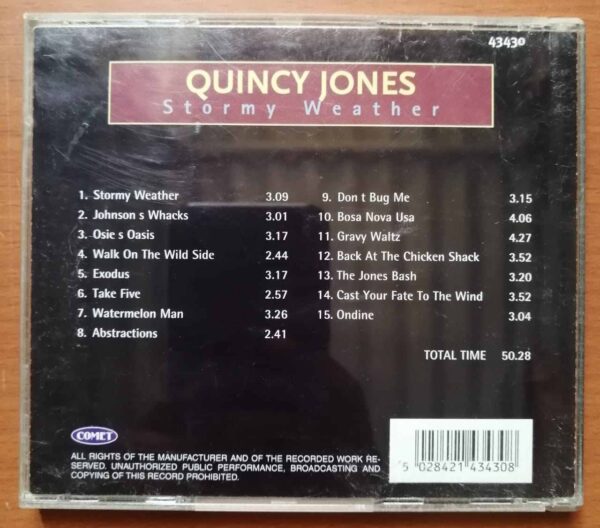 43430
QUINCY JONES
Stormy Weather
1. Stormy Weather 3.09
2. Johnson s Whacks 3.01
3. Osie s Oasis 3.17
4. Walk On The Wild Side 2.44
5. Exodus 3.17
6. Take Five 2.57
7. Watermelon Man 3.26
8. Abstractions 2.41
9. Don t Bug Me 3.15
10. Bosa Nova Usa 4.06
11. Gravy Waltz 4.27
12. Back At The Chicken Shack 3.52
13. The Jones Bash 3.20
14. Cast Your Fate To The Wind 3.52
15. Ondine 3.04
TOTAL TIME 50.28
COMET
ALL RIGHTS OF THE MANUFACTURER AND OF THE RECORDED WORK RE-
SERVED. UNAUTHORIZED PUBLIC PERFORMANCE, BROADCASTING AND
COPYING OF THIS RECORD PROHIBITED.
5 028421 434308